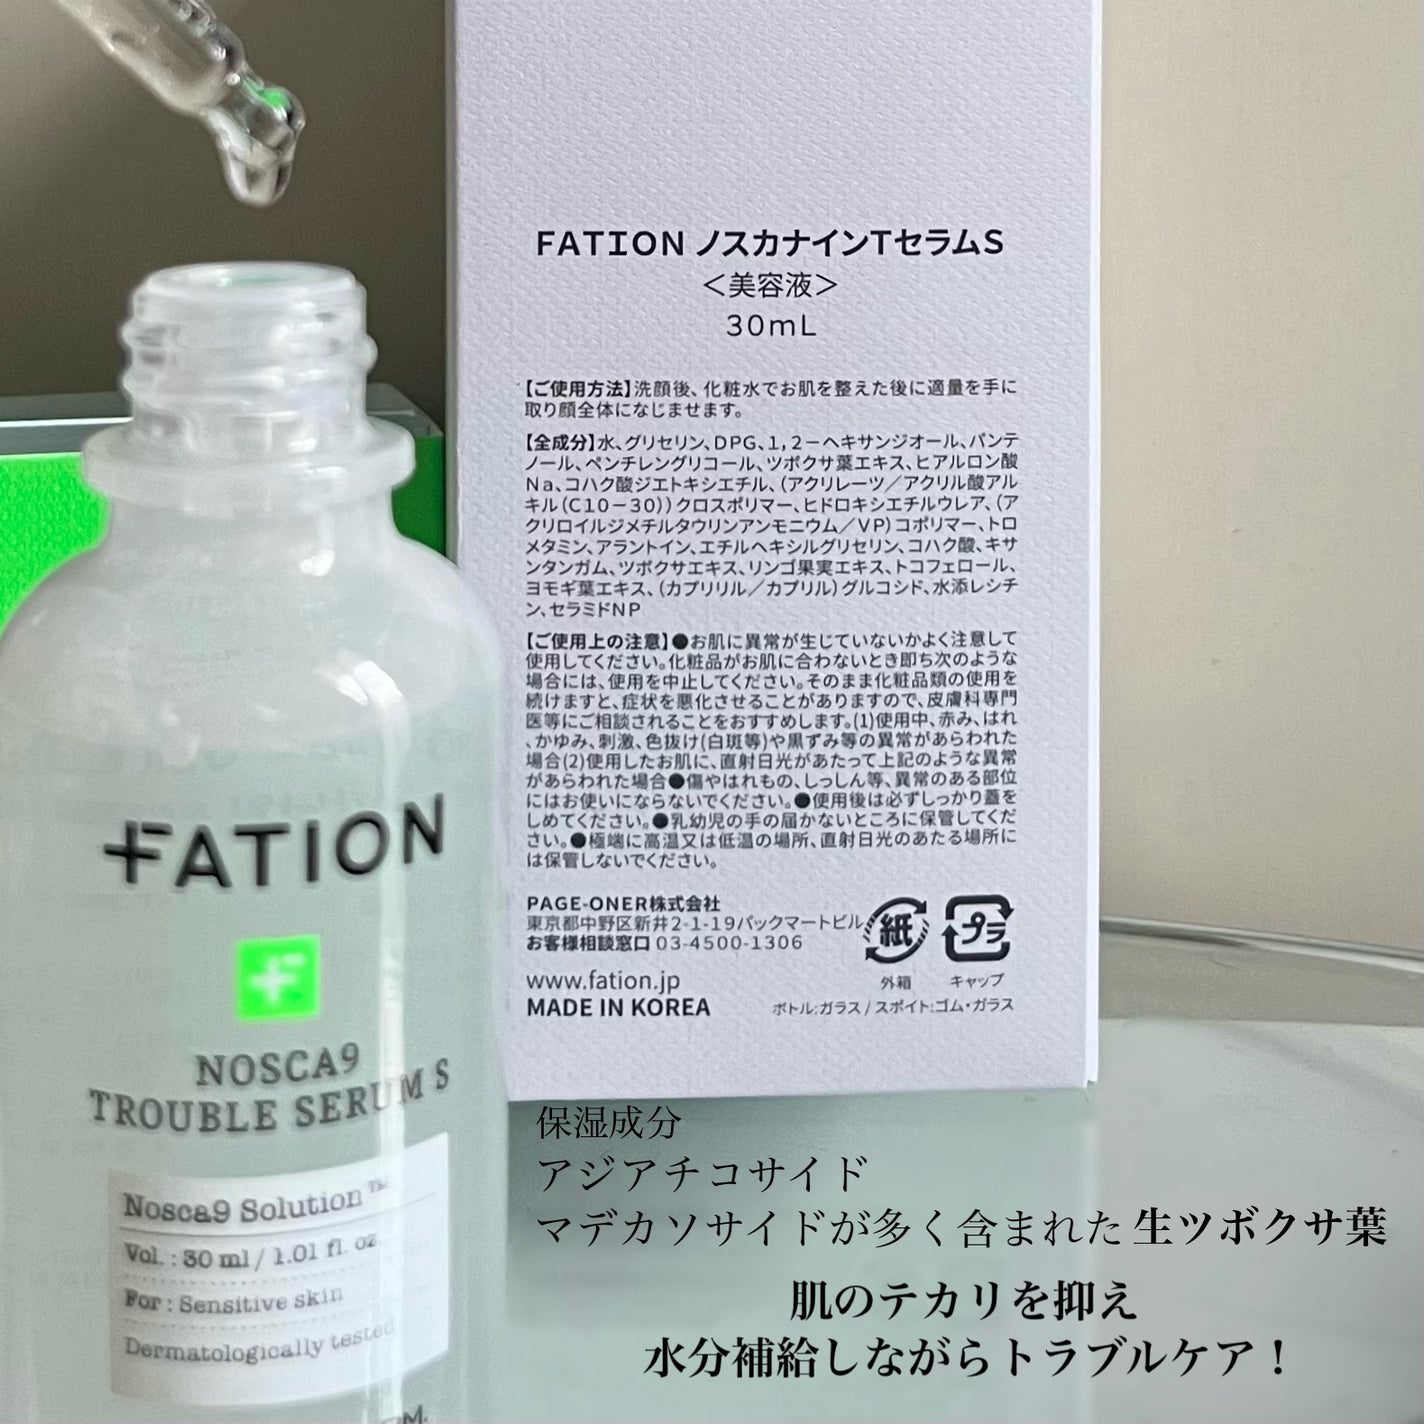 FATION ノスカナインTセラムS
＜美容液＞
30mL
【ご使用方法】洗顔後、化粧水でお肌を整えた後に適量を手に
取り顔全体になじませます。
【全成分】水、グリセリン、DPG、1，2－ヘキサンジオール、パンテ
ノール、ペンチレングリコール、ツボクサ葉エキス、ヒアルロン酸
Na、コハク酸ジエトキシエチル、（アクリレーツ／アクリル酸アル
キル（C10－30））クロスポリマー、ヒドロキシエチルウレア、（ア
クリロイルジメチルタウリンアンモニウム／VP）コポリマー、トロ
メタミン、アラントイン、エチルヘキシルグリセリン、コハク酸、キサ
ンタンガム、ツボクサエキス、リンゴ果実エキス、トコフェロール、
ヨモギ葉エキス、（カプリリル／カプリル）グルコシド、水添レシチ
ン、セラミドNP
【ご使用上の注意】●お肌に異常が生じていないかよく注意して
使用してください。化粧品がお肌に合わないとき即ち次のような
場合には、使用を中止してください。そのまま化粧品類の使用を
続けますと、症状を悪化させることがありますので、皮膚科専門
医等にご相談されることをおすすめします。(1)使用中、赤み、はれ
、かゆみ、刺激、色抜け(白斑等)や黒ずみ等の異常があらわれた
場合(2)使用したお肌に、直射日光があたって上記のような異常
があらわれた場合●傷やはれもの、しっしん等、異常のある部位
にはお使いにならないでください。●使用後は必ずしっかり蓋を
しめてください。●乳幼児の手の届かないところに保管してくだ
さい。●極端に高温又は低温の場所、直射日光のあたる場所に
は保管しないでください。
PAGE-ONER株式会社
東京都中野区新井2-1-19パックマートビル
お客様相談窓口 03-4500-1306
www.fation.jp
MADE IN KOREA
紙
外箱
プラ
キャップ
ボトル:ガラス / スポイト:ゴム・ガラス
FATION
NOSCA9
TROUBLE SERUM S
Nosca9 Solution™
Vol. : 30 ml / 1.01 fl. oz
For : Sensitive skin
Dermatologically tested
保湿成分
アジアチコサイド
マデカソサイドが多く含まれた 生ツボクサ葉
肌のテカリを抑え
水分補給しながらトラブルケア！